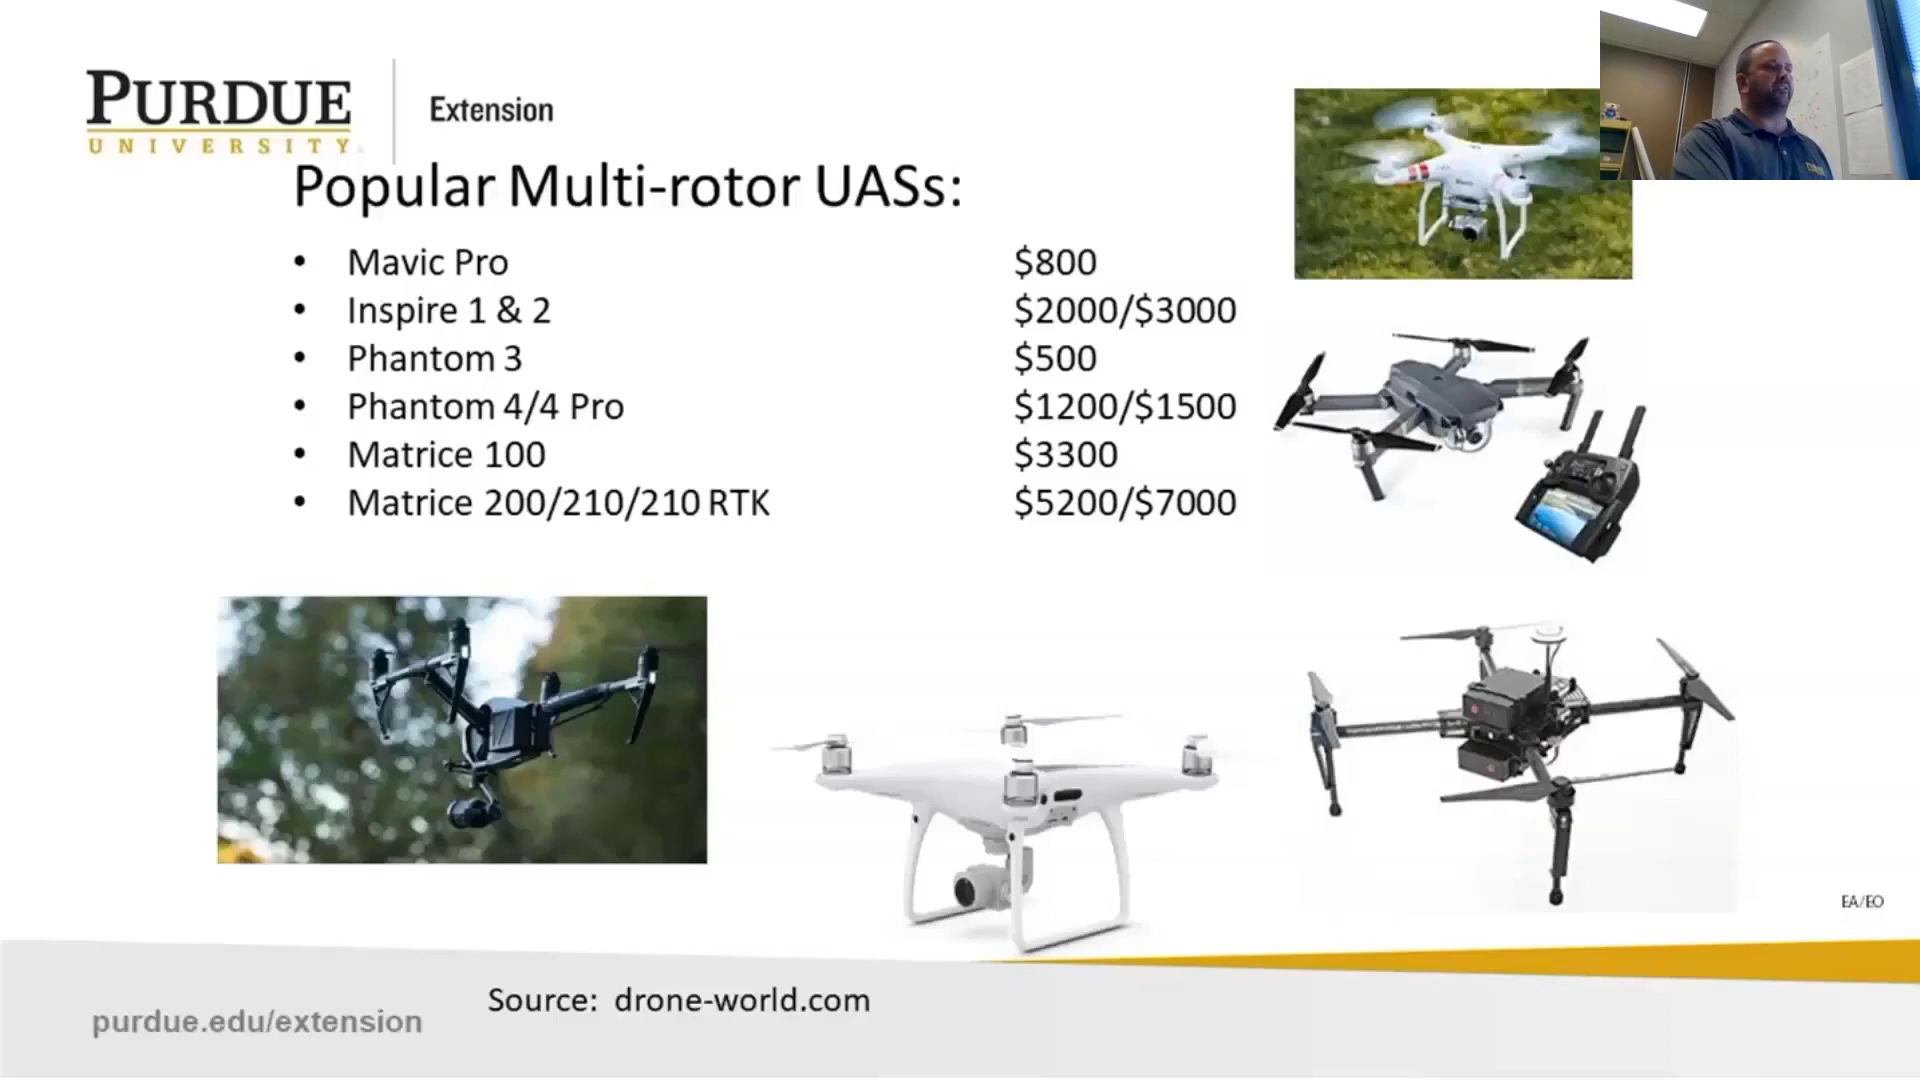 PURDUE
UNIVERSITY
Extension
Popular Multi-rotor UASs:
• Mavic Pro $800
• Inspire 1 & 2 $2000/$3000
• Phantom 3 $500
• Phantom 4/4 Pro $1200/$1500
• Matrice 100 $3300
• Matrice 200/210/210 RTK $5200/$7000
EA/EO
Source: drone-world.com
purdue.edu/extension